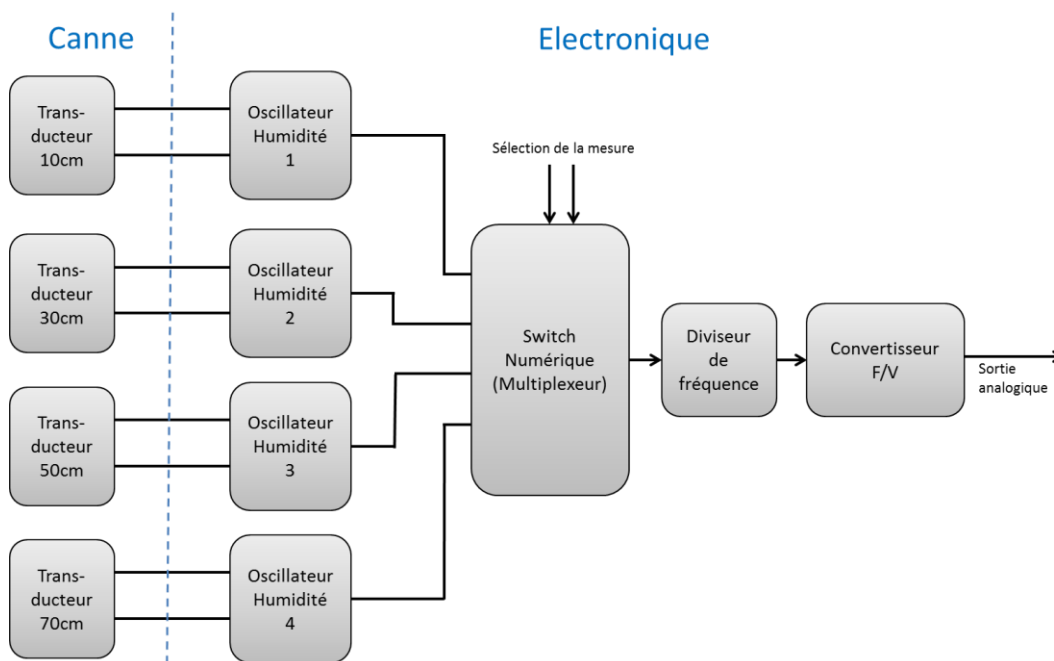 Canne
Electronique
Trans-
ducteur
10cm
Oscillateur
Humidité
1
Sélection de la mesure
Trans-
ducteur
30cm
Oscillateur
Humidité
2
Switch
Numérique
(Multiplexeur)
Diviseur
de
fréquence
Convertisseur
F/V
Sortie
analogique
Trans-
ducteur
50cm
Oscillateur
Humidité
3
Trans-
ducteur
70cm
Oscillateur
Humidité
4